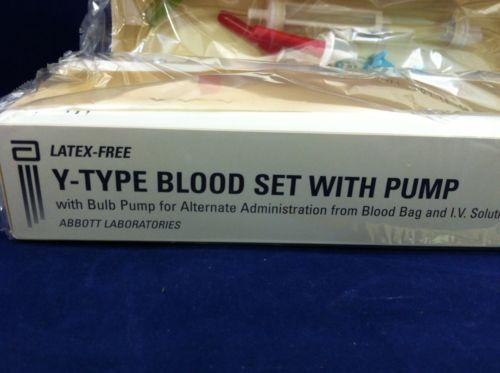 LATEX-FREE
Y-TYPE BLOOD SET WITH PUMP
with Bulb Pump for Alternate Administration from Blood Bag and I.V. Solut
ABBOTT LABORATORIES